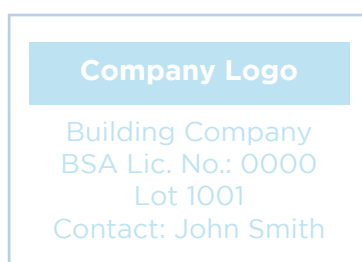 Company Logo
Building Company
BSA Lic. No.: 0000
Lot 1001
Contact: John Smith